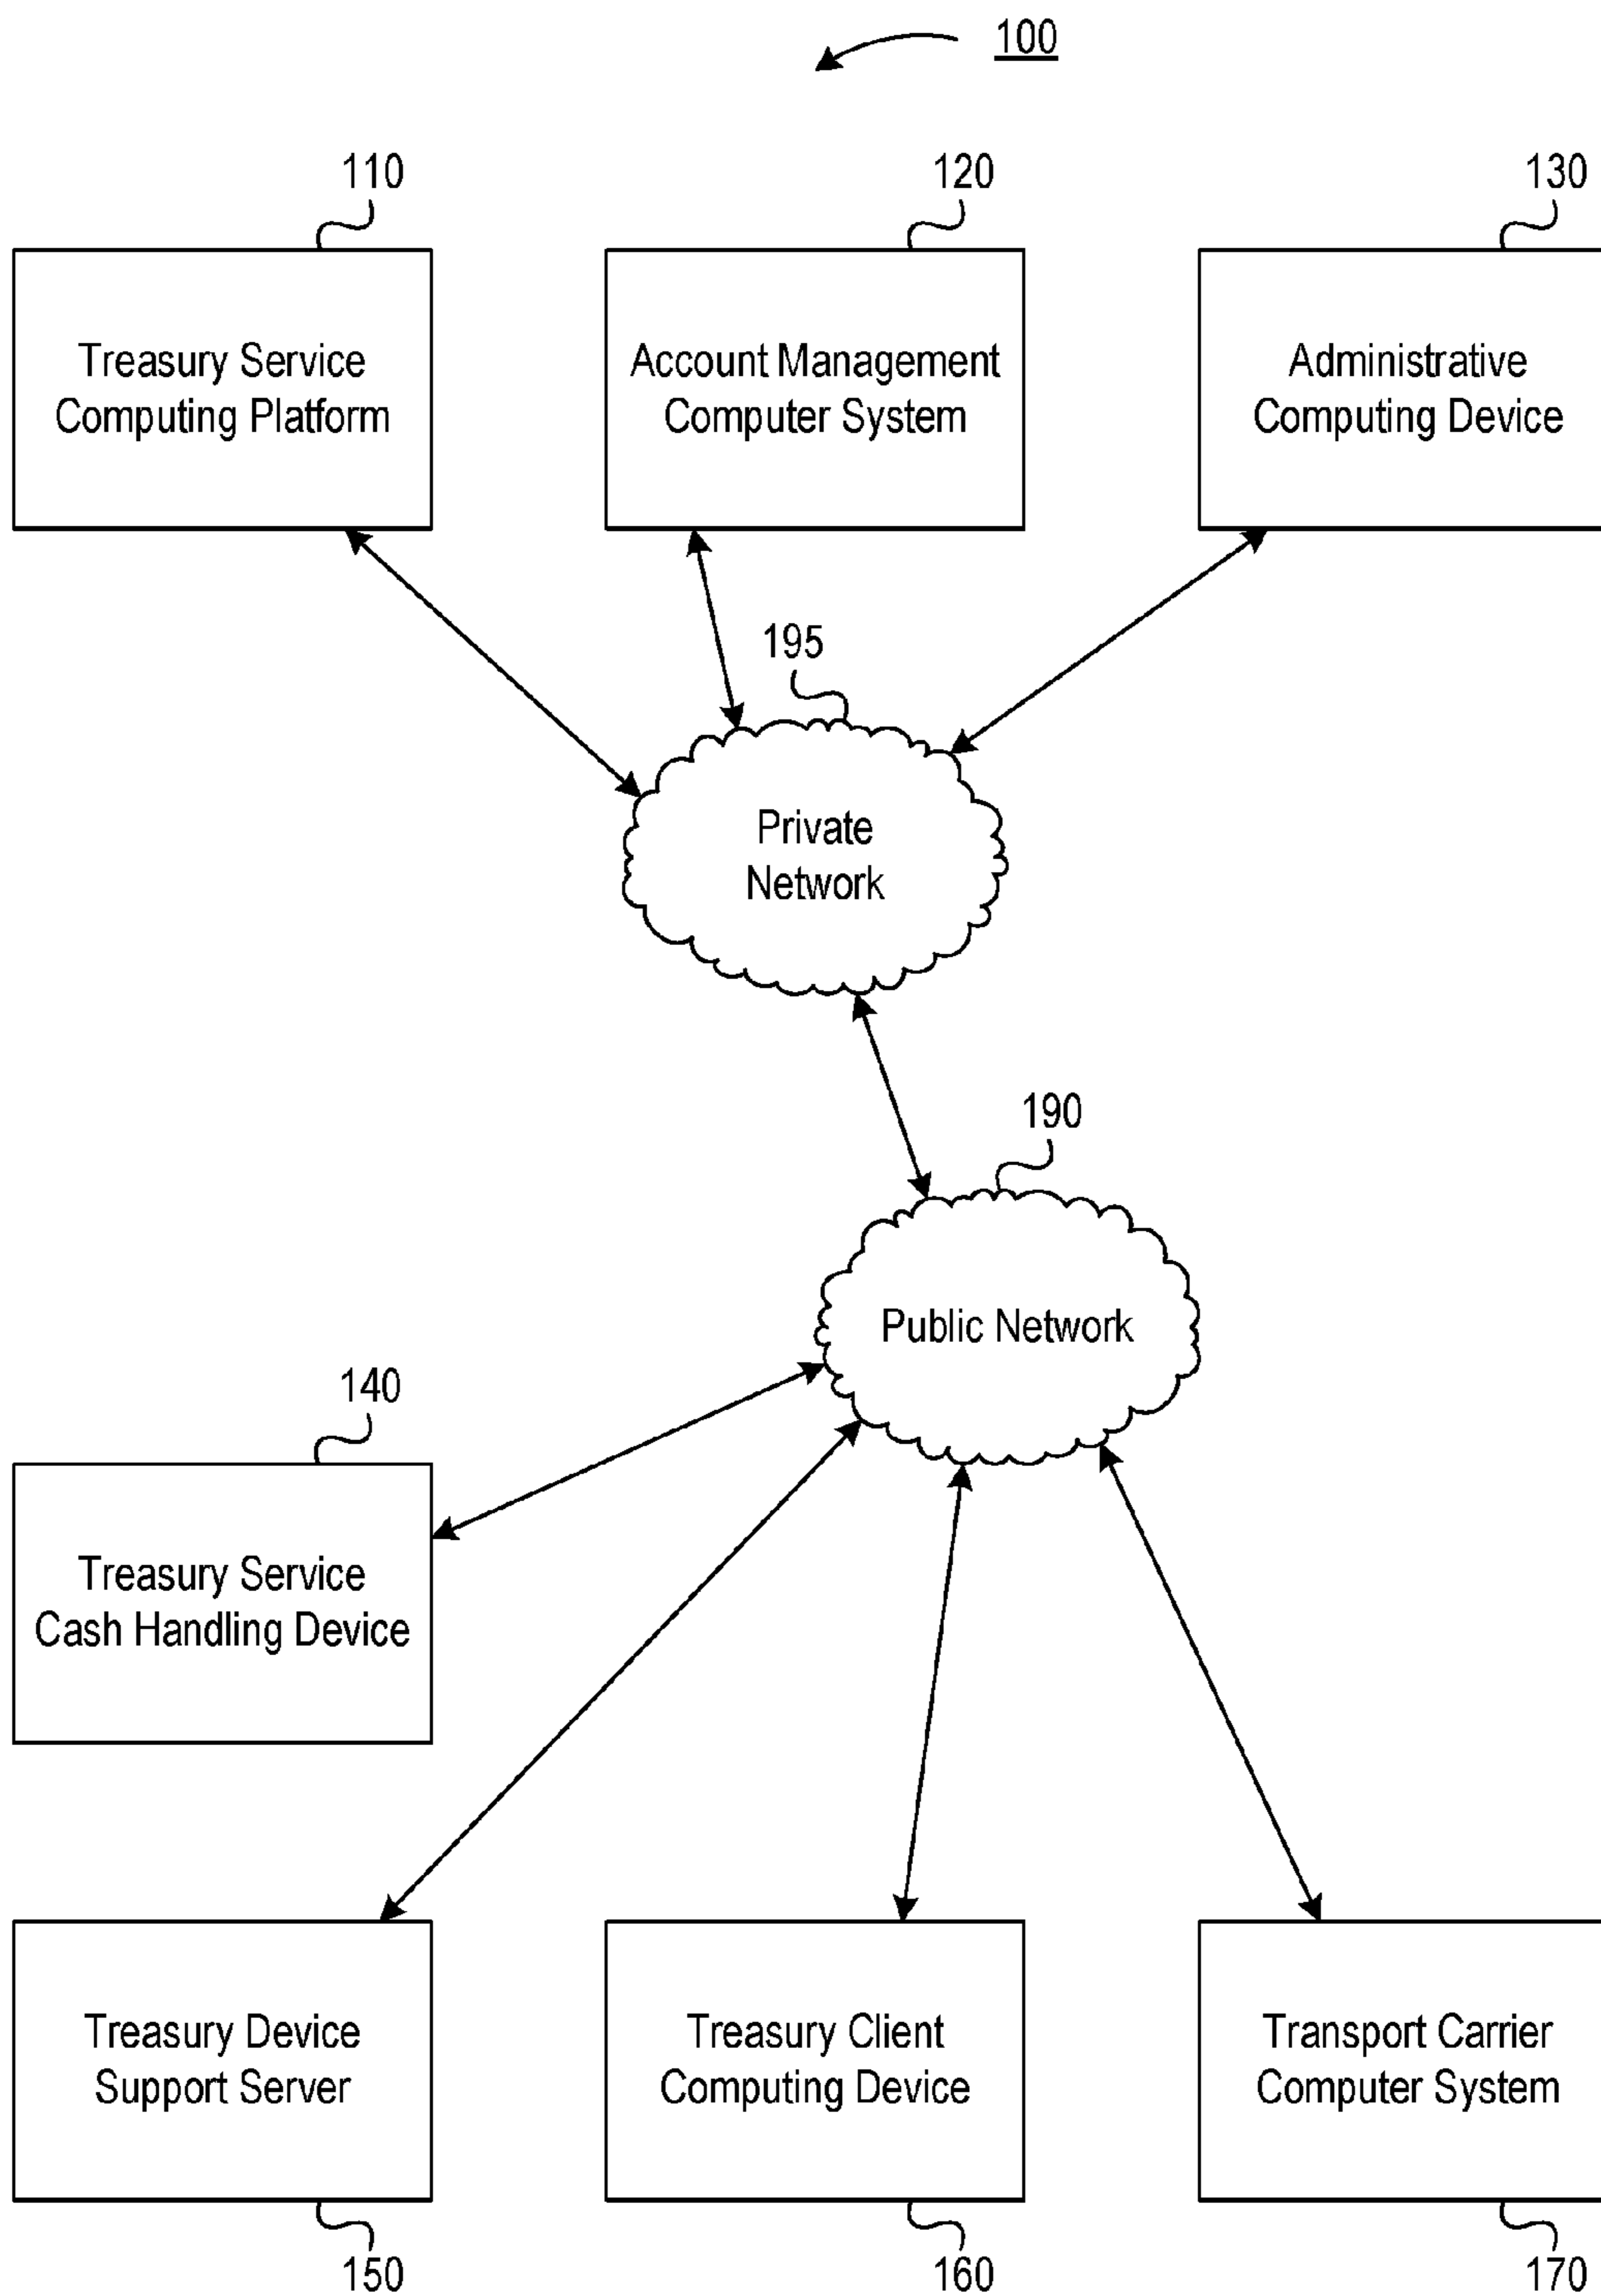 100
110
120
130
Treasury Service
Computing Platform
Account Management
Computer System
Administrative
Computing Device
195
Private
Network
190
Public Network
140
Treasury Service
Cash Handling Device
Treasury Device
Support Server
Treasury Client
Computing Device
Transport Carrier
Computer System
150
160
170